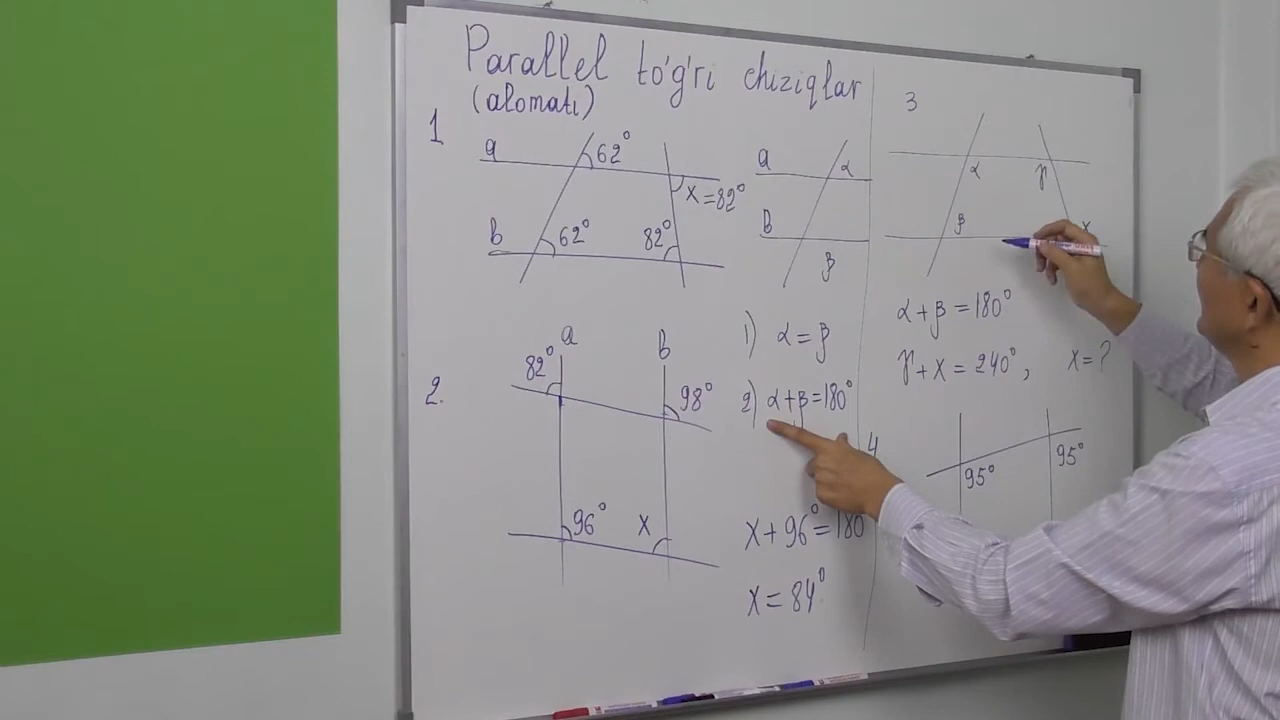 Parallel to'g'ri chiziqlar
(alomati)
1
a 62°
x=82°
b 62° 82°
a α
b
β
1) α=β
2) α+β=180°
2.
82° a b
98°
96° x
x+96°=180
x=84°
3
α γ
β x
α+β=180°
γ+x=240°, x=?
4
95° 95°